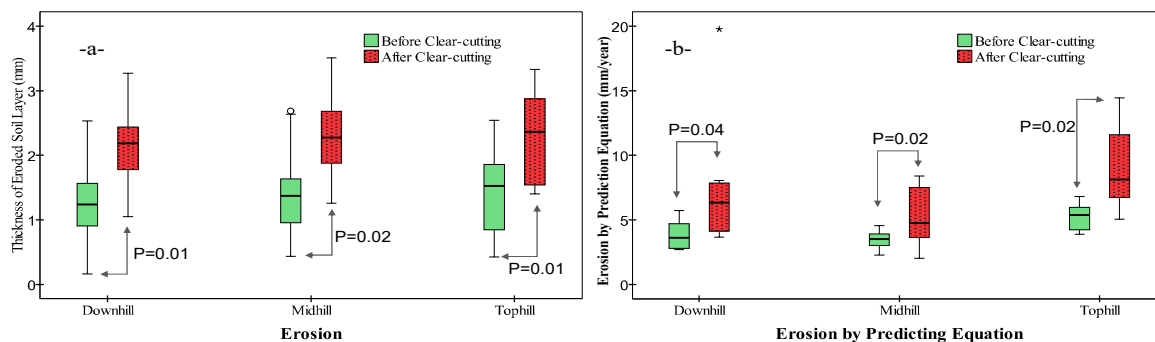 -a-
Before Clear-cutting
After Clear-cutting
Thickness of Eroded Soil Layer (mm)
4
3
2
1
0
P=0.01
P=0.02
P=0.01
Downhill
Midhill
Tophill
Erosion
-b-
*
Before Clear-cutting
After Clear-cutting
Erosion by Prediction Equation (mm/year)
20
15
10
5
0
P=0.04
P=0.02
P=0.02
Downhill
Midhill
Tophill
Erosion by Predicting Equation